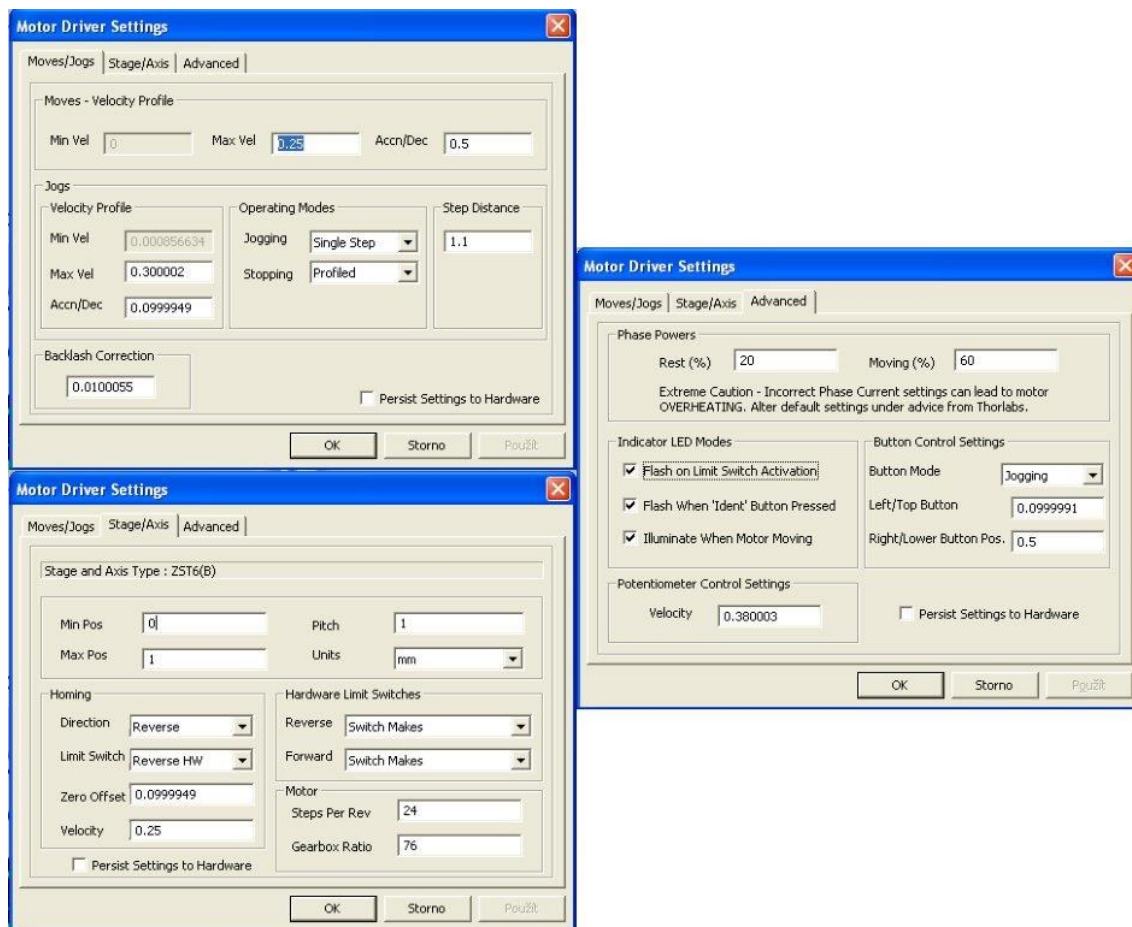 Motor Driver Settings
Moves/Jogs Stage/Axis Advanced
Moves - Velocity Profile
Min Vel 0 Max Vel 0.25 Accn/Dec 0.5
Jogs
Velocity Profile Operating Modes Step Distance
Min Vel 0.000856634 Jogging Single Step 1.1
Max Vel 0.300002 Stopping Profiled
Accn/Dec 0.0999949
Backlash Correction
0.0100055
Persist Settings to Hardware
OK Storno Použít
Motor Driver Settings
Moves/Jogs Stage/Axis Advanced
Stage and Axis Type : ZST6(B)
Min Pos 0 Pitch 1
Max Pos 1 Units mm
Homing Hardware Limit Switches
Direction Reverse Reverse Switch Makes
Limit Switch Reverse HW Forward Switch Makes
Zero Offset 0.0999949 Motor
Steps Per Rev 24
Velocity 0.25
Gearbox Ratio 76
Persist Settings to Hardware
OK Storno Použít
Motor Driver Settings
Moves/Jogs Stage/Axis Advanced
Phase Powers
Rest (%) 20 Moving (%) 60
Extreme Caution - Incorrect Phase Current settings can lead to motor
OVERHEATING. Alter default settings under advice from Thorlabs.
Indicator LED Modes Button Control Settings
Flash on Limit Switch Activation Button Mode Jogging
Flash When 'Ident' Button Pressed Left/Top Button 0.0999991
Illuminate When Motor Moving Right/Lower Button Pos. 0.5
Potentiometer Control Settings
Velocity 0.380003 Persist Settings to Hardware
OK Storno Použít